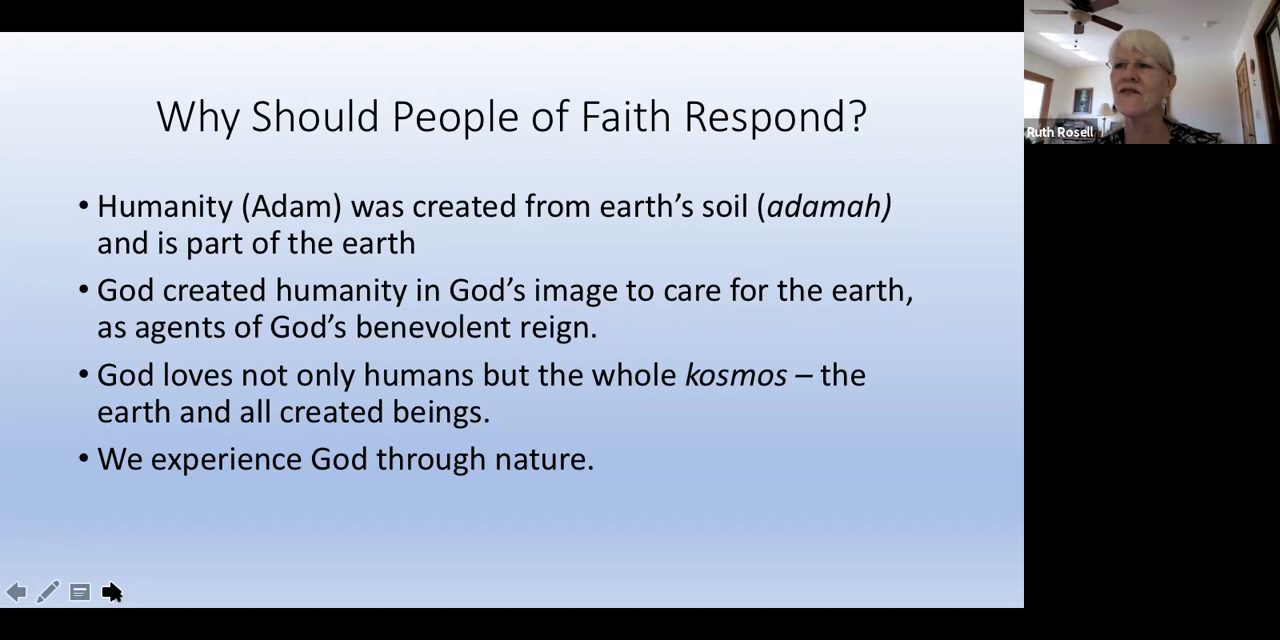 Why Should People of Faith Respond?
• Humanity (Adam) was created from earth’s soil (adamah)
and is part of the earth
• God created humanity in God’s image to care for the earth,
as agents of God’s benevolent reign.
• God loves not only humans but the whole kosmos – the
earth and all created beings.
• We experience God through nature.
Ruth Rosell